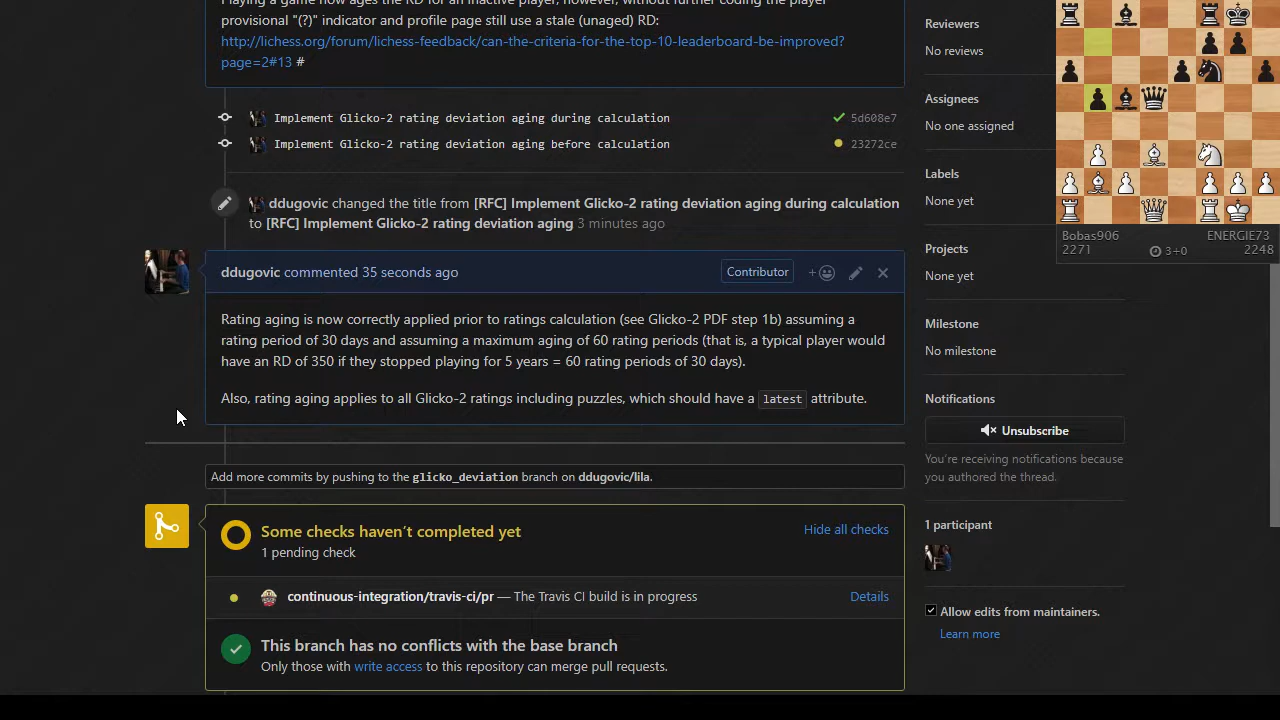 Playing a game now ages the RD for an inactive player, however, without further coding the player
provisional "(?)" indicator and profile page still use a stale (unaged) RD:
http://lichess.org/forum/lichess-feedback/can-the-criteria-for-the-top-10-leaderboard-be-improved?
page=2#13 #
Implement Glicko-2 rating deviation aging during calculation 5d608e7
Implement Glicko-2 rating deviation aging before calculation 23272ce
ddugovic changed the title from [RFC] Implement Glicko-2 rating deviation aging during calculation
to [RFC] Implement Glicko-2 rating deviation aging 3 minutes ago
ddugovic commented 35 seconds ago Contributor +
Rating aging is now correctly applied prior to ratings calculation (see Glicko-2 PDF step 1b) assuming a
rating period of 30 days and assuming a maximum aging of 60 rating periods (that is, a typical player would
have an RD of 350 if they stopped playing for 5 years = 60 rating periods of 30 days).
Also, rating aging applies to all Glicko-2 ratings including puzzles, which should have a latest attribute.
Add more commits by pushing to the glicko_deviation branch on ddugovic/lila.
Some checks haven't completed yet
Hide all checks
1 pending check
continuous-integration/travis-ci/pr — The Travis CI build is in progress
Details
This branch has no conflicts with the base branch
Only those with write access to this repository can merge pull requests.
Reviewers
No reviews
Assignees
No one assigned
Labels
None yet
Projects
None yet
Milestone
No milestone
Notifications
Unsubscribe
You're receiving notifications because
you authored the thread.
1 participant
Allow edits from maintainers.
Learn more
Bobas906 ENERGIE73
2271 3+0 2248